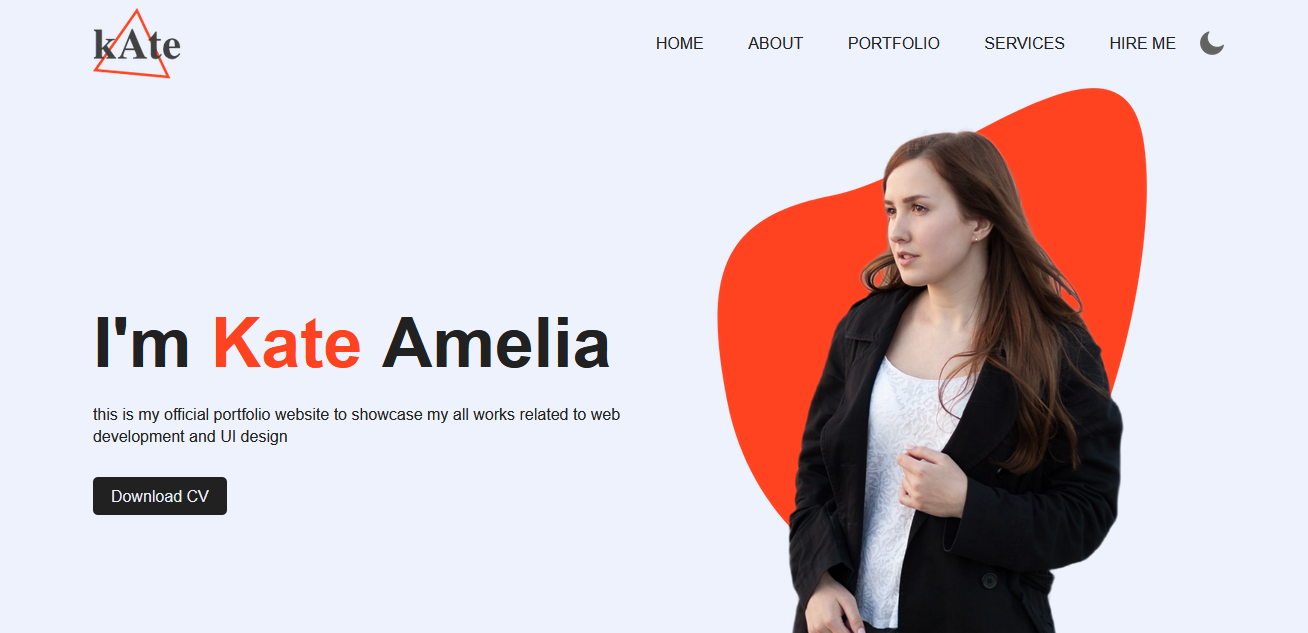 kAte
HOME ABOUT PORTFOLIO SERVICES HIRE ME
I'm Kate Amelia
this is my official portfolio website to showcase my all works related to web
development and UI design
Download CV